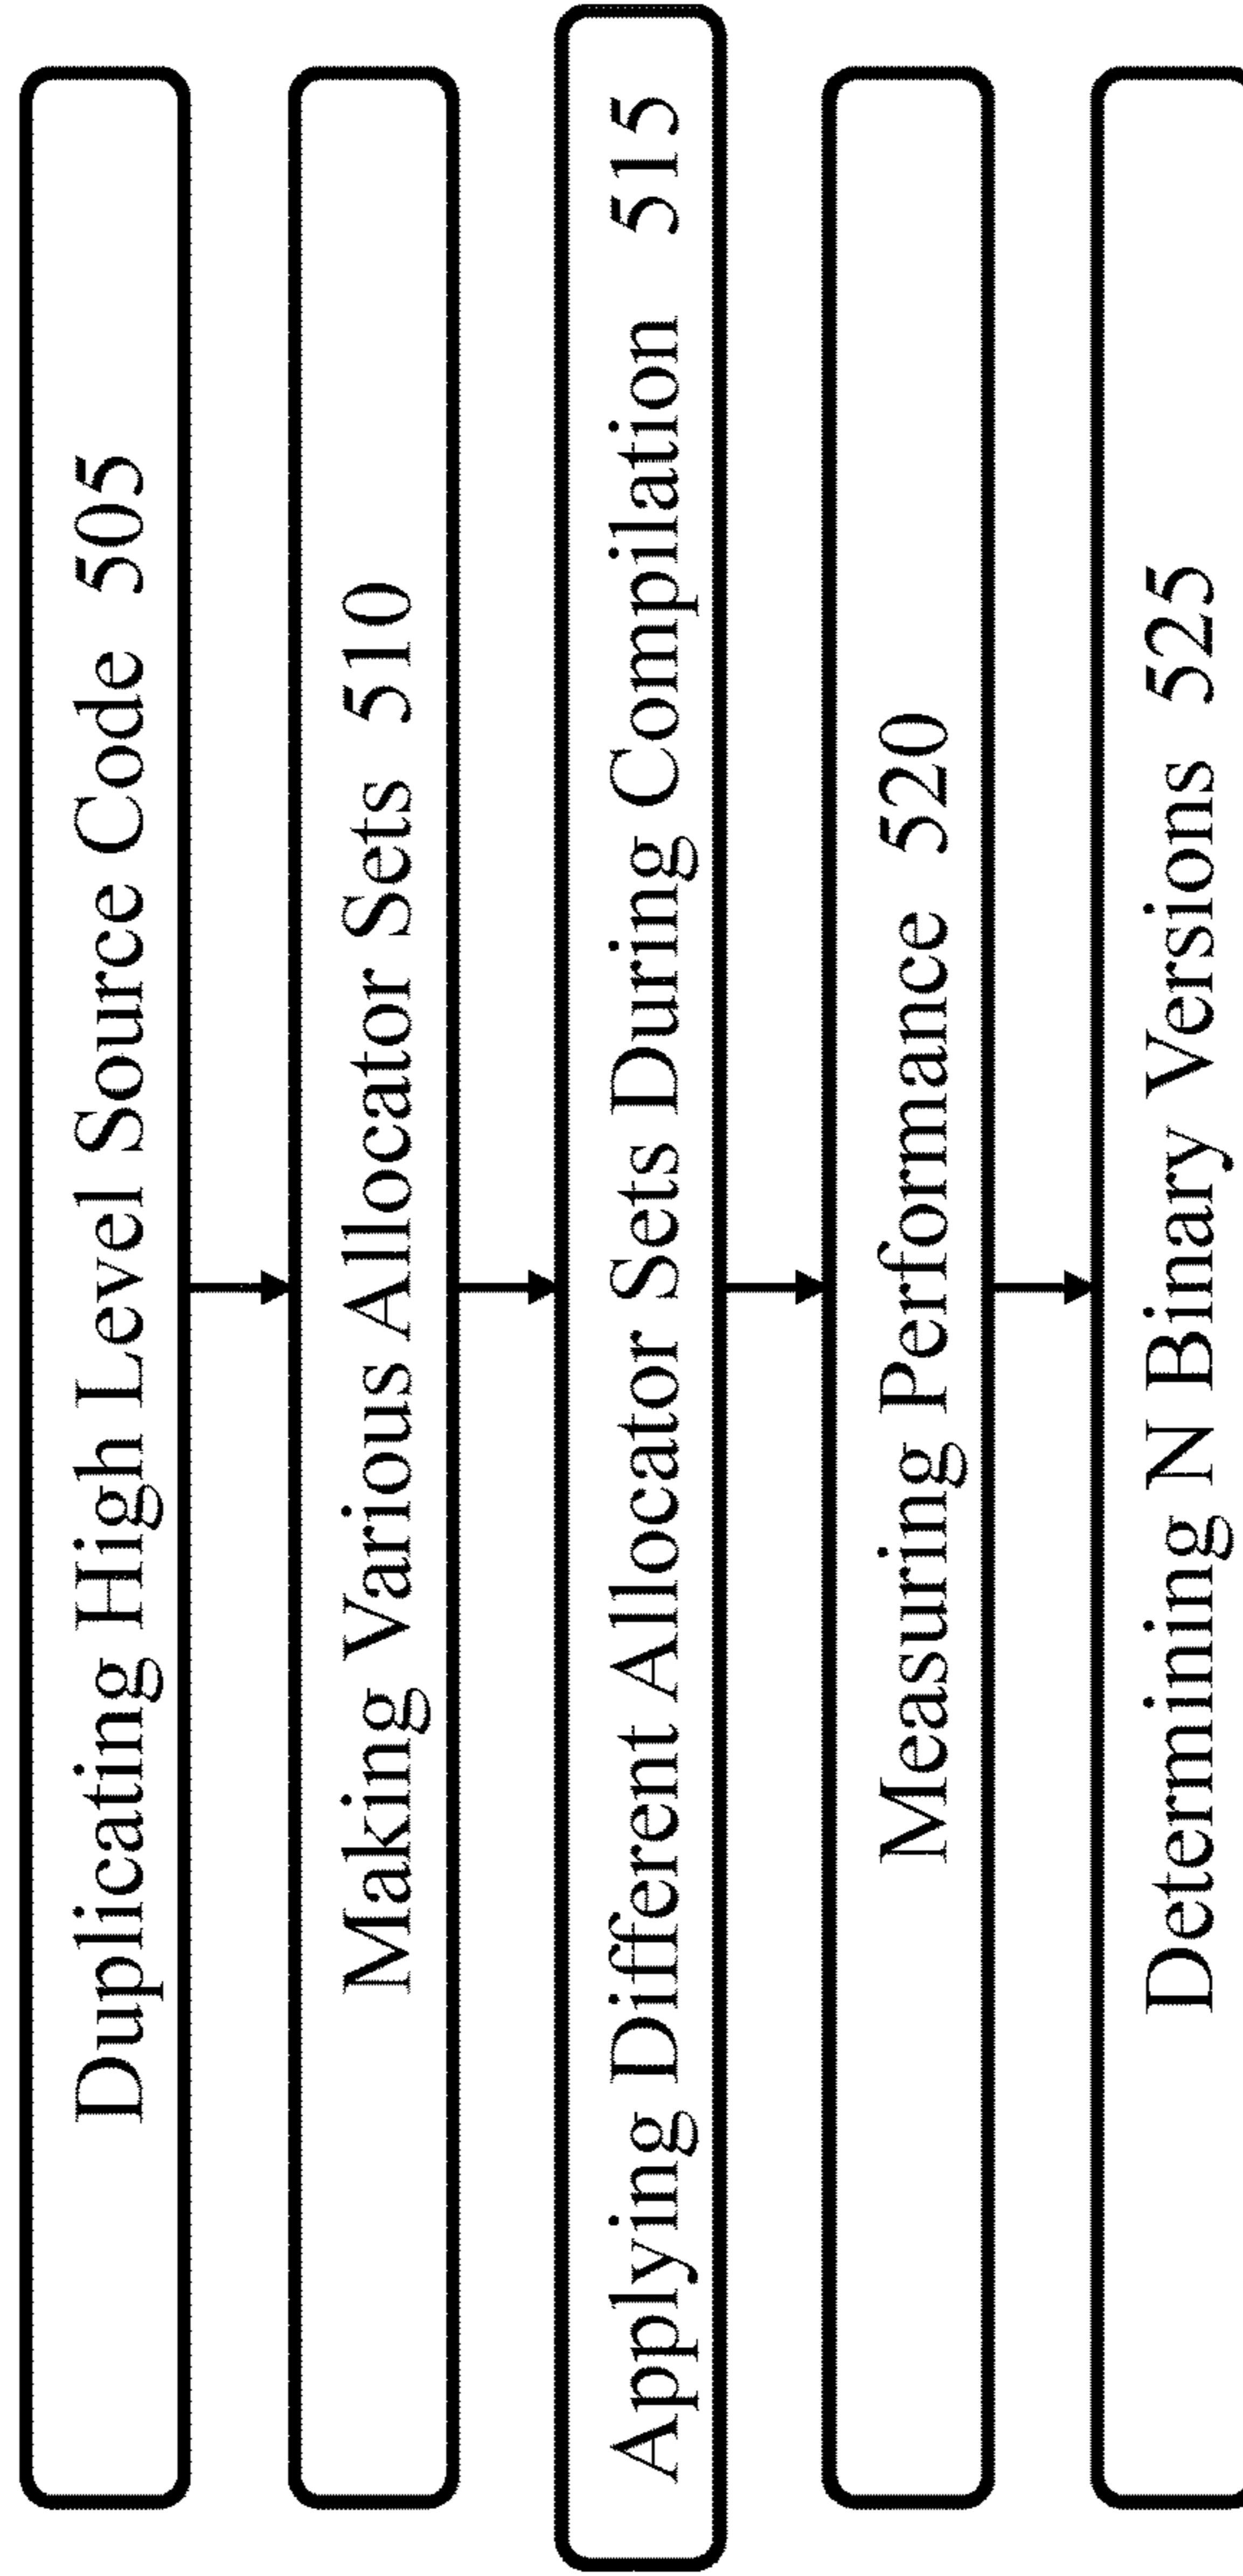 Duplicating High Level Source Code 505
Making Various Allocator Sets 510
Applying Different Allocator Sets During Compilation 515
Measuring Performance 520
Determining N Binary Versions 525